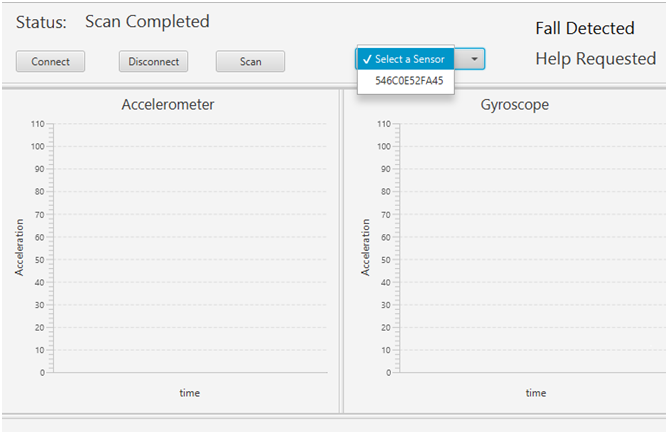 Status: Scan Completed
Fall Detected
Connect Disconnect Scan
✓ Select a Sensor
546C0E52FA45
Help Requested
Accelerometer
110
100
90
80
70
60
50
40
30
20
10
0
Acceleration
time
Gyroscope
110
100
90
80
70
60
50
40
30
20
10
0
Acceleration
time